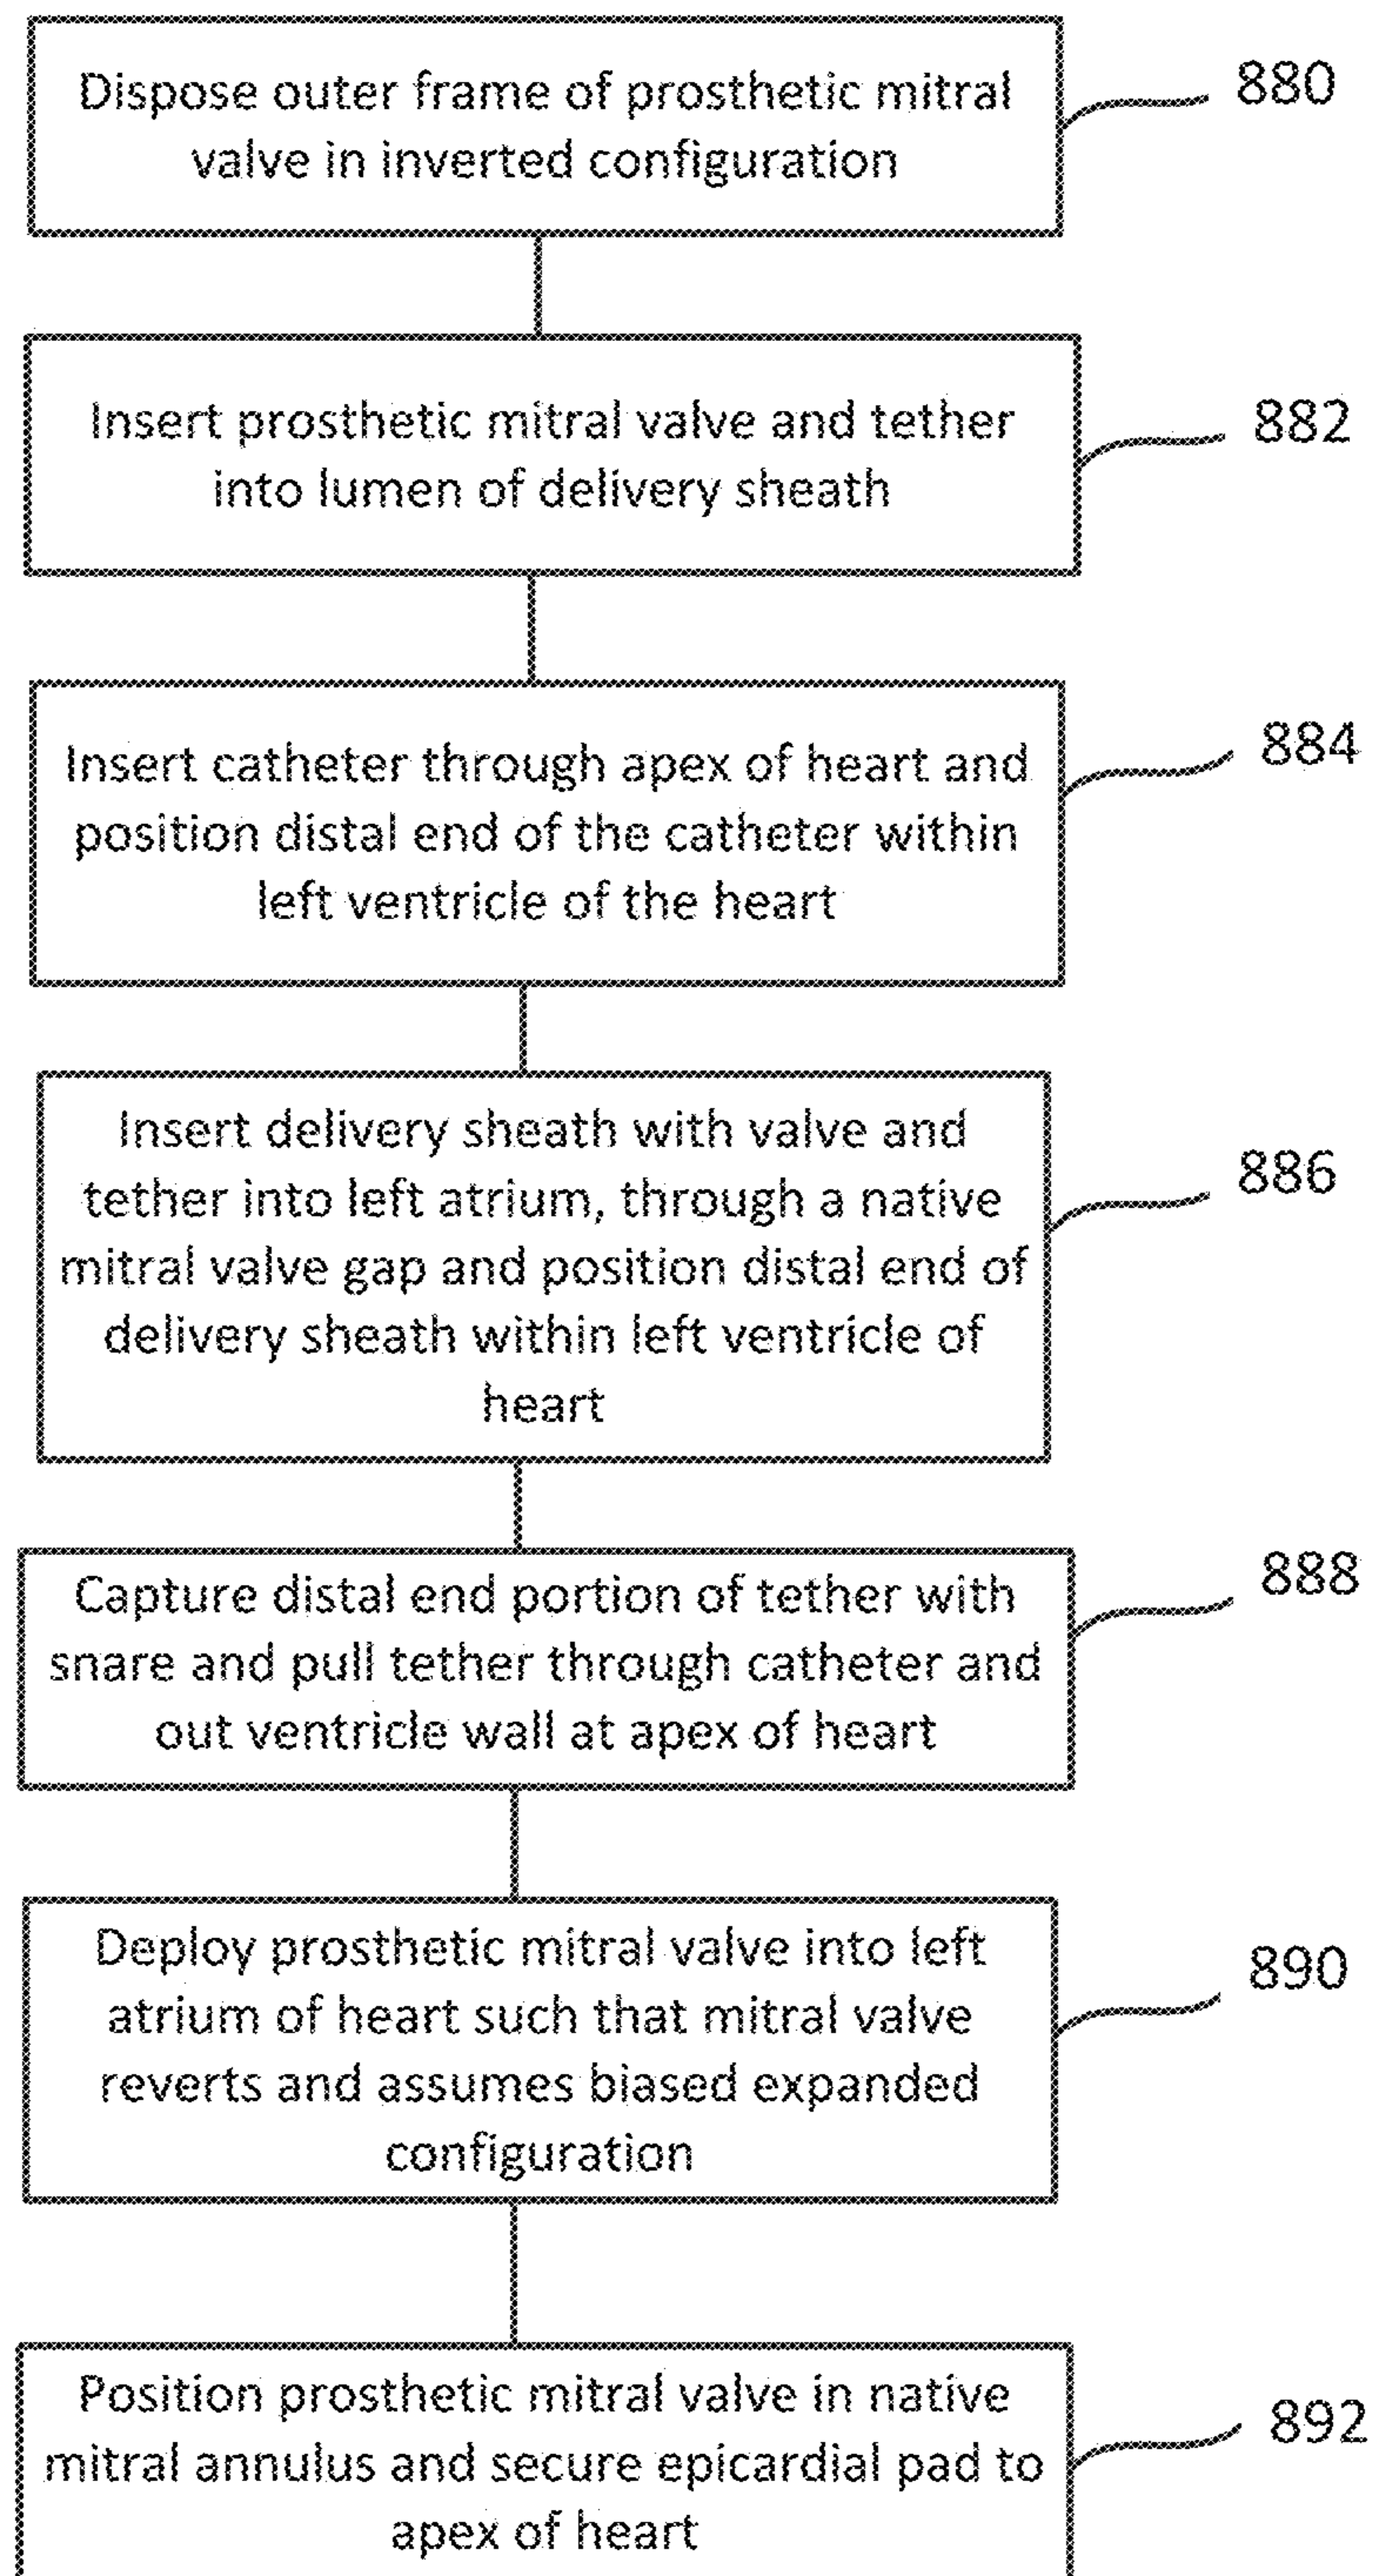 Dispose outer frame of prosthetic mitral
valve in inverted configuration
880
Insert prosthetic mitral valve and tether
into lumen of delivery sheath
882
Insert catheter through apex of heart and
position distal end of the catheter within
left ventricle of the heart
884
Insert delivery sheath with valve and
tether into left atrium, through a native
mitral valve gap and position distal end of
delivery sheath within left ventricle of
heart
886
Capture distal end portion of tether with
snare and pull tether through catheter and
out ventricle wall at apex of heart
888
Deploy prosthetic mitral valve into left
atrium of heart such that mitral valve
reverts and assumes biased expanded
configuration
890
Position prosthetic mitral valve in native
mitral annulus and secure epicardial pad to
apex of heart
892